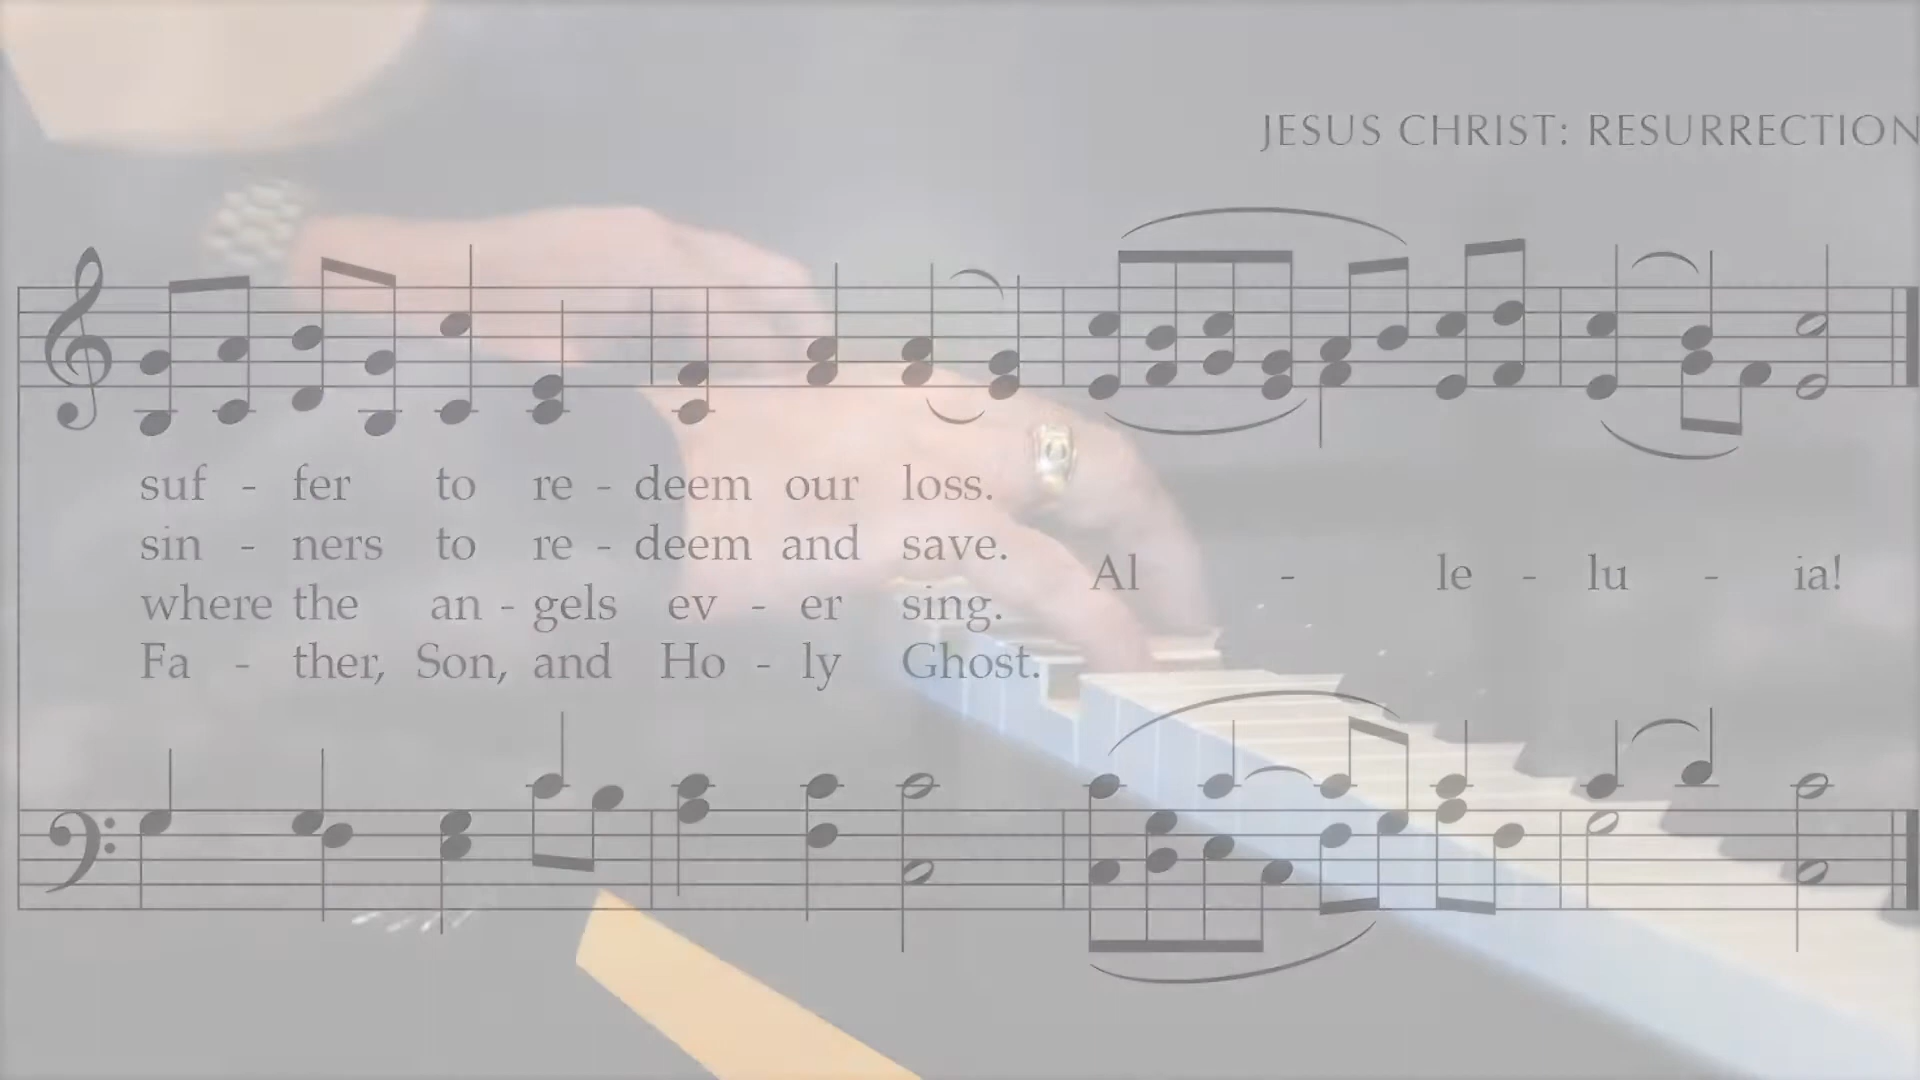 JESUS CHRIST: RESURRECTION
suf - fer to re - deem our loss.
sin - ners to re - deem and save.
Al - le - lu - ia!
where the an - gels ev - er sing.
Fa - ther, Son, and Ho - ly Ghost.